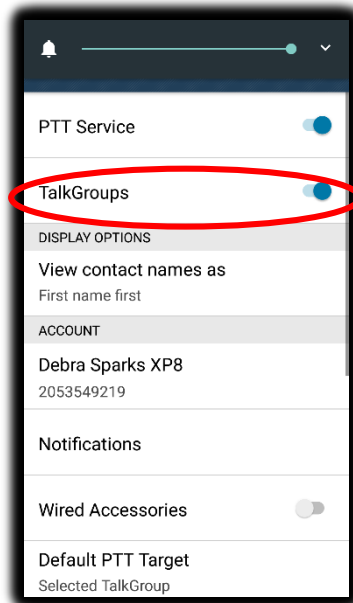 PTT Service
TalkGroups
DISPLAY OPTIONS
View contact names as
First name first
ACCOUNT
Debra Sparks XP8
2053549219
Notifications
Wired Accessories
Default PTT Target
Selected TalkGroup